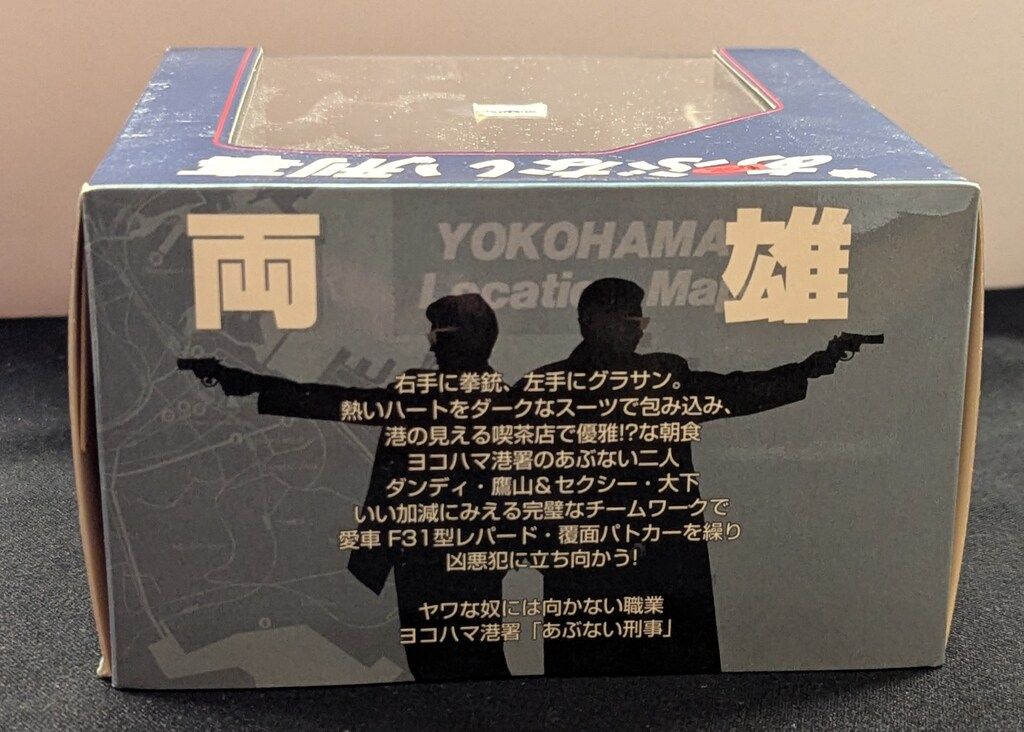 あぶない刑事
両雄
YOKOHAMA
Location Map
右手に拳銃、左手にグラサン。
熱いハートをダークなスーツで包み込み、
港の見える喫茶店で優雅!?な朝食
ヨコハマ港署のあぶない二人
ダンディ・鷹山&セクシー・大下
いい加減にみえる完璧なチームワークで
愛車 F31型レパード・覆面パトカーを繰り
凶悪犯に立ち向かう!
ヤワな奴には向かない職業
ヨコハマ港署「あぶない刑事」